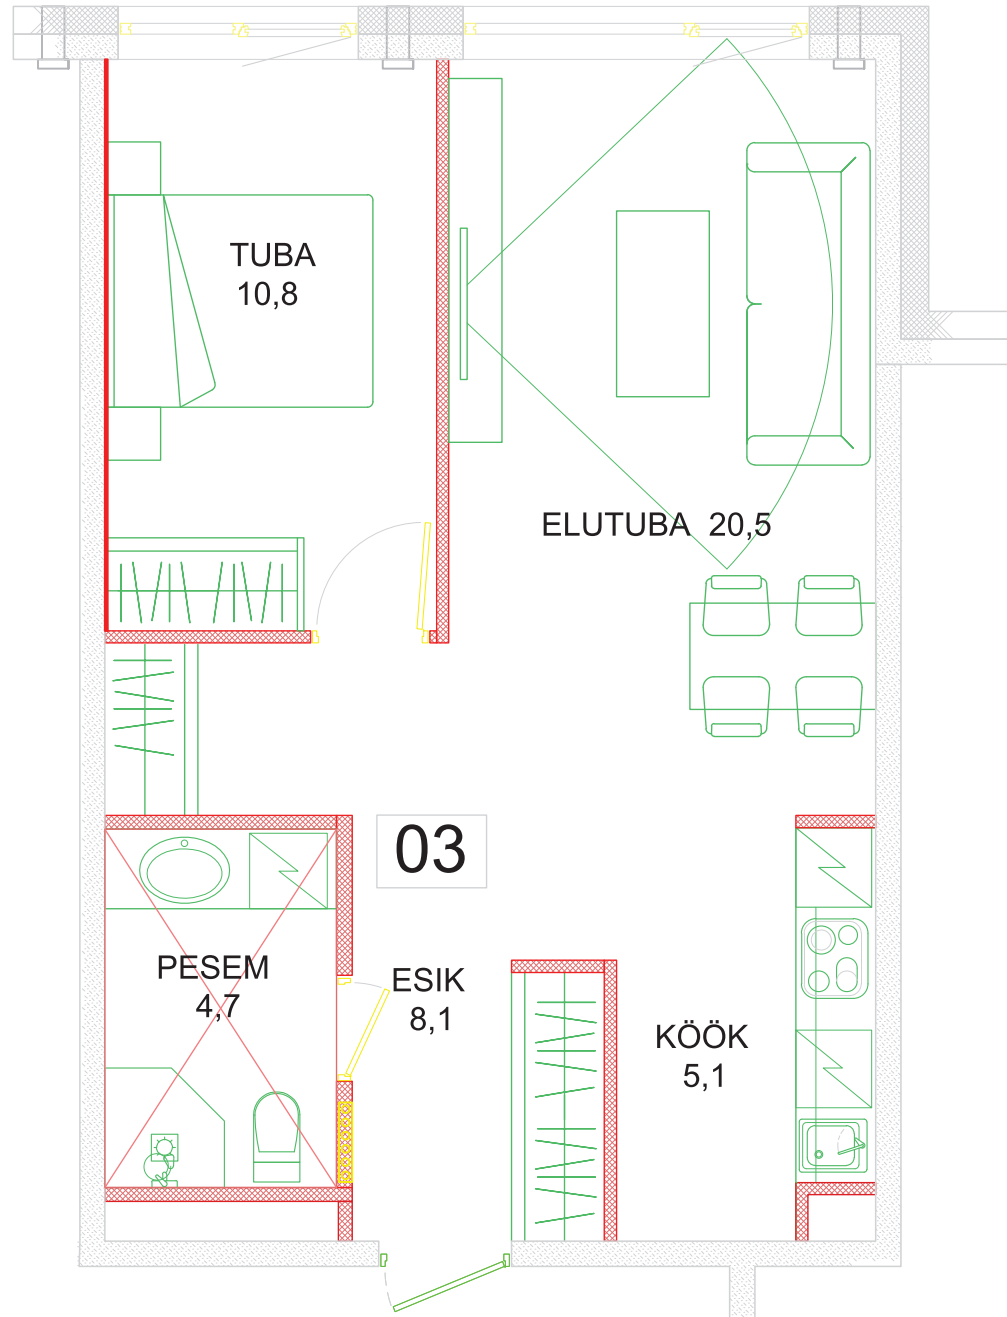 TUBA
10,8
ELUTUBA 20,5
03
PESEM
4,7
ESIK
8,1
KÖÖK
5,1